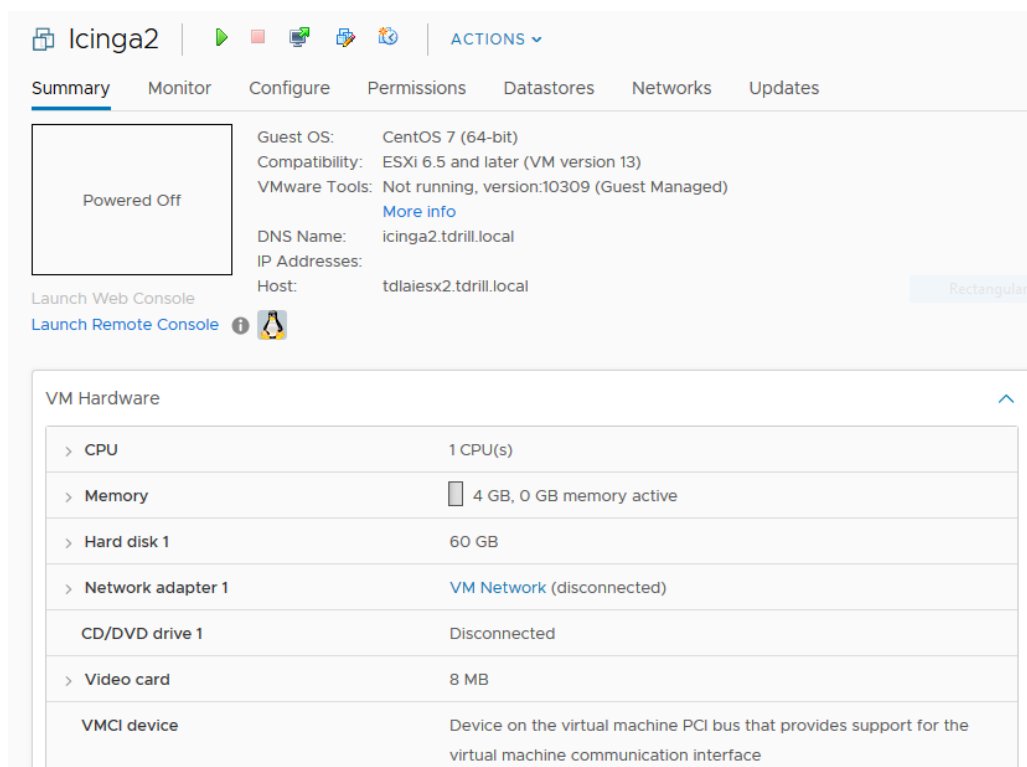 Icinga2
ACTIONS
Summary Monitor Configure Permissions Datastores Networks Updates
Powered Off
Guest OS: CentOS 7 (64-bit)
Compatibility: ESXi 6.5 and later (VM version 13)
VMware Tools: Not running, version:10309 (Guest Managed)
More info
DNS Name: icinga2.tdrill.local
IP Addresses:
Host: tdlaiesx2.tdrill.local
Rectangular
Launch Web Console
Launch Remote Console
VM Hardware
CPU 1 CPU(s)
Memory 4 GB, 0 GB memory active
Hard disk 1 60 GB
Network adapter 1 VM Network (disconnected)
CD/DVD drive 1 Disconnected
Video card 8 MB
VMCI device Device on the virtual machine PCI bus that provides support for the
virtual machine communication interface